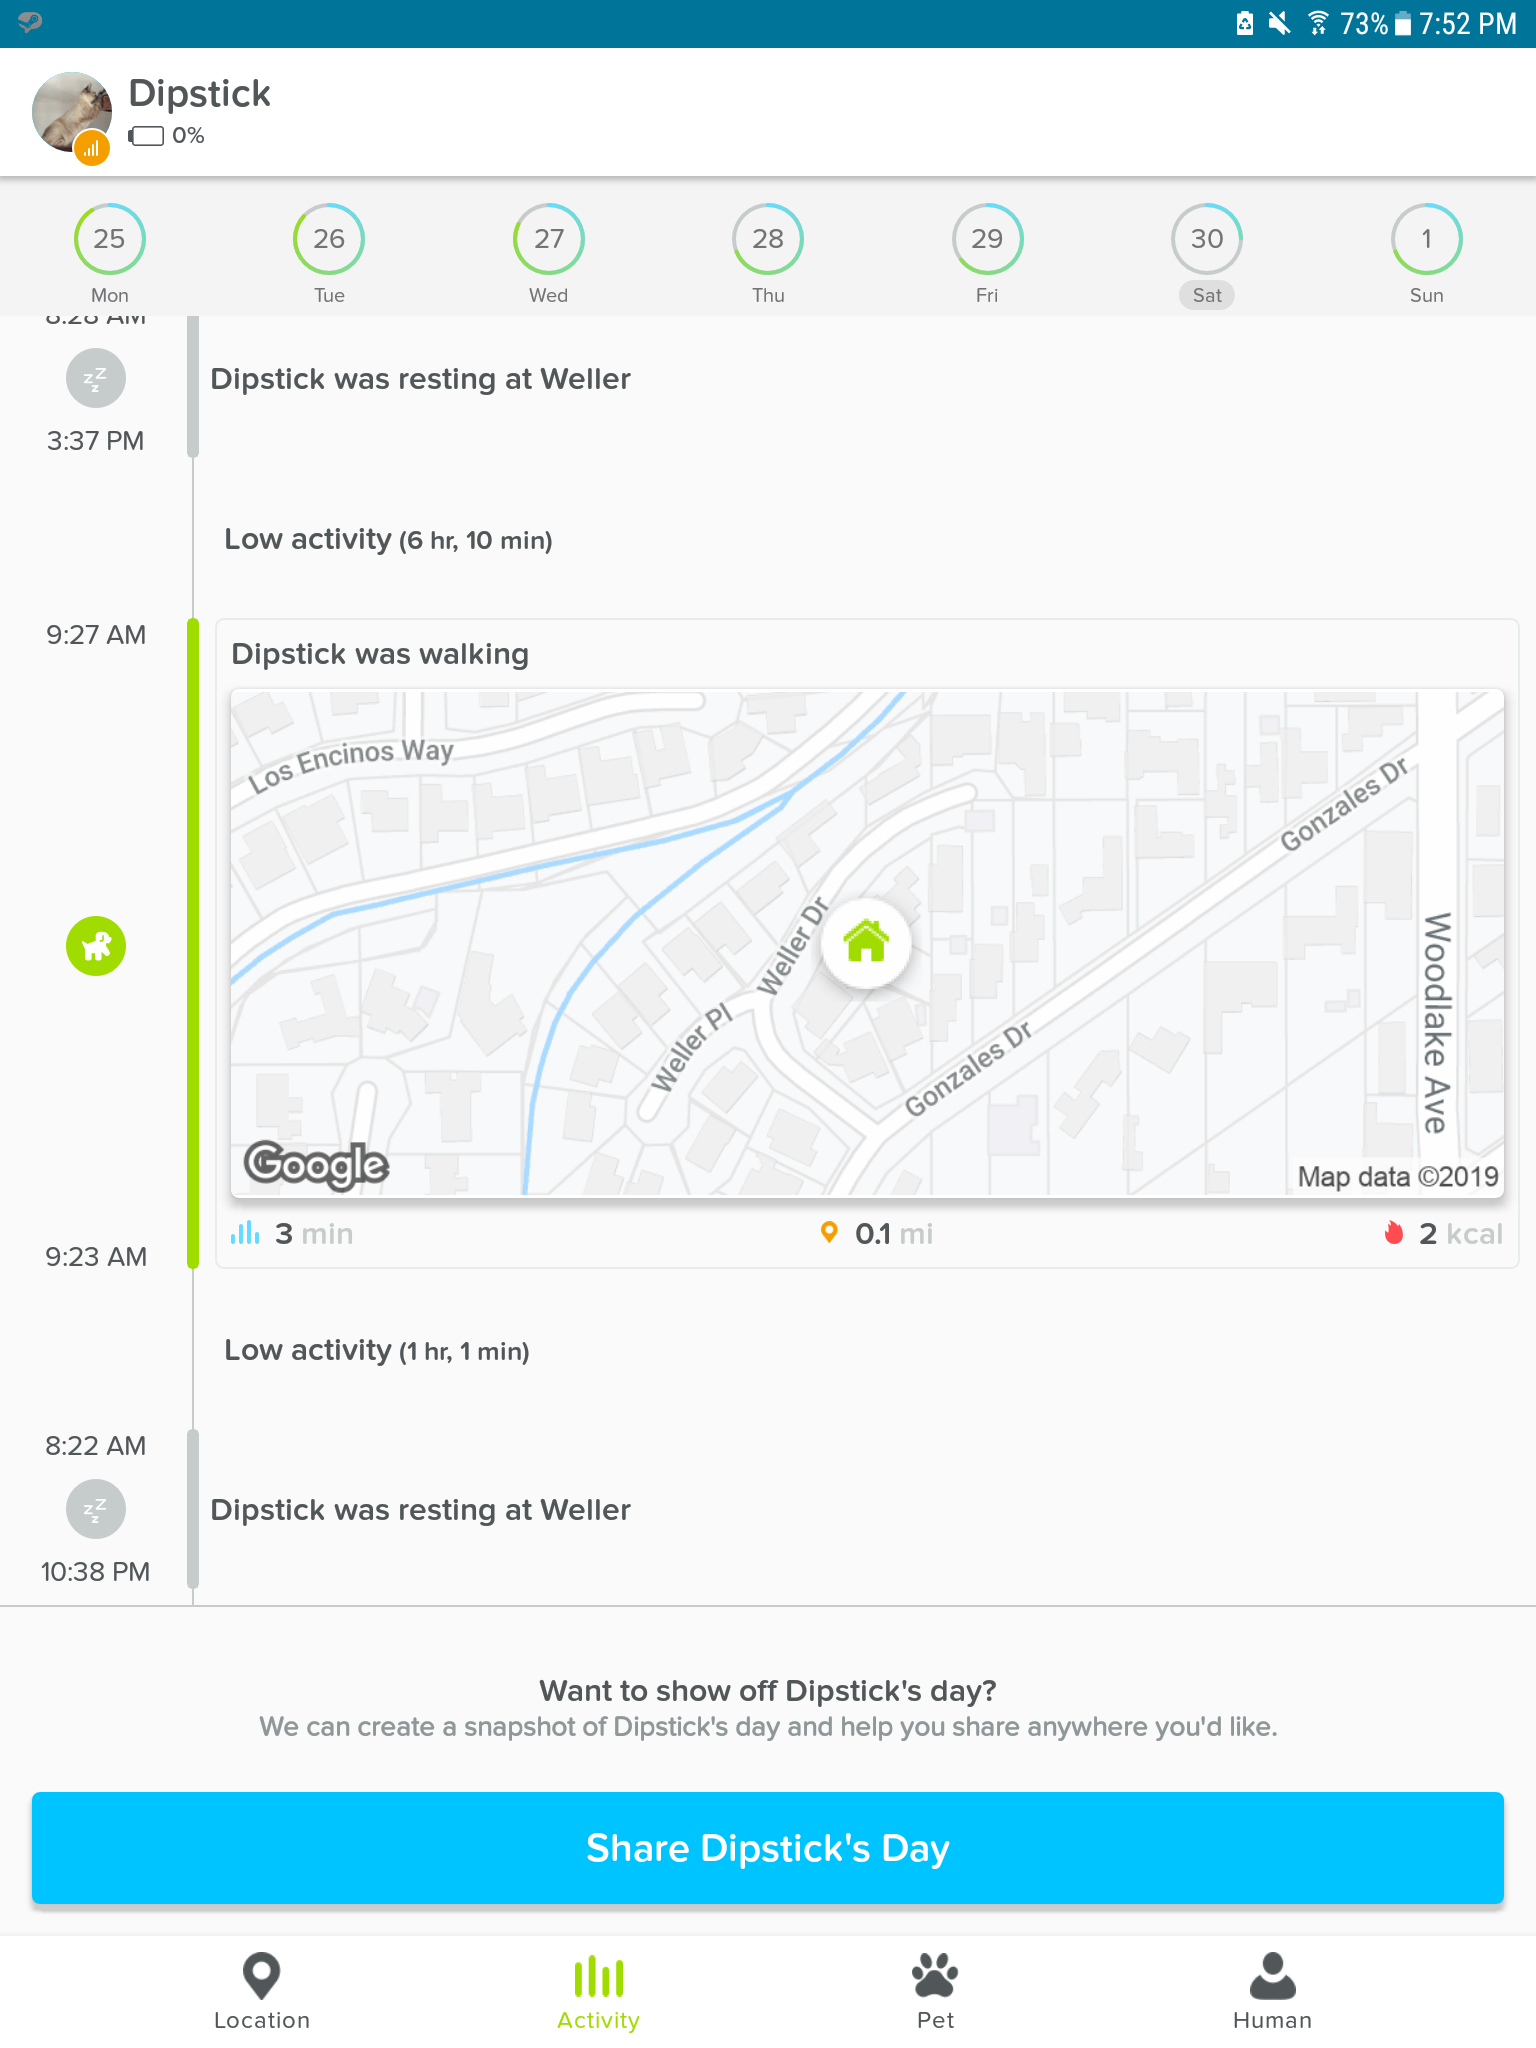 73% 7:52 PM
Dipstick
0%
25 26 27 28 29 30 1
Mon Tue Wed Thu Fri Sat Sun
8:28 AM
Dipstick was resting at Weller
3:37 PM
Low activity (6 hr, 10 min)
9:27 AM
Dipstick was walking
Los Encinos Way
Gonzales Dr
Weller Dr
Woodlake Ave
Weller Pl
Gonzales Dr
Google
Map data ©2019
3 min 0.1 mi 2 kcal
9:23 AM
Low activity (1 hr, 1 min)
8:22 AM
zzz
Dipstick was resting at Weller
10:38 PM
Want to show off Dipstick's day?
We can create a snapshot of Dipstick's day and help you share anywhere you'd like.
Share Dipstick's Day
Location Activity Pet Human